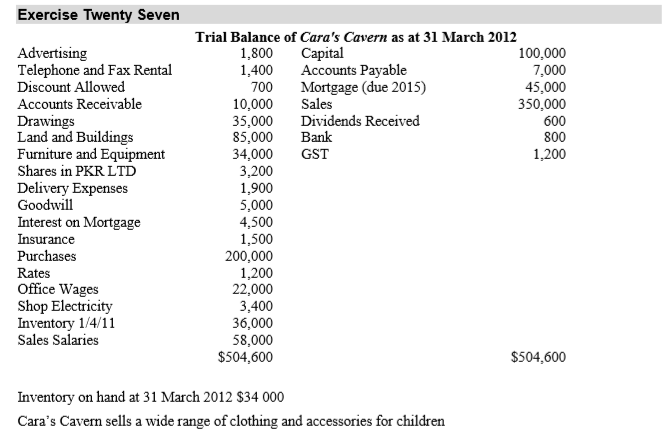 Exercise Twenty Seven
Trial Balance of Cara's Cavern as at 31 March 2012
Advertising 1,800 Capital 100,000
Telephone and Fax Rental 1,400 Accounts Payable 7,000
Discount Allowed 700 Mortgage (due 2015) 45,000
Accounts Receivable 10,000 Sales 350,000
Drawings 35,000 Dividends Received 600
Land and Buildings 85,000 Bank 800
Furniture and Equipment 34,000 GST 1,200
Shares in PKR LTD 3,200
Delivery Expenses 1,900
Goodwill 5,000
Interest on Mortgage 4,500
Insurance 1,500
Purchases 200,000
Rates 1,200
Office Wages 22,000
Shop Electricity 3,400
Inventory 1/4/11 36,000
Sales Salaries 58,000
$504,600 $504,600
Inventory on hand at 31 March 2012 $34 000
Cara's Cavern sells a wide range of clothing and accessories for children